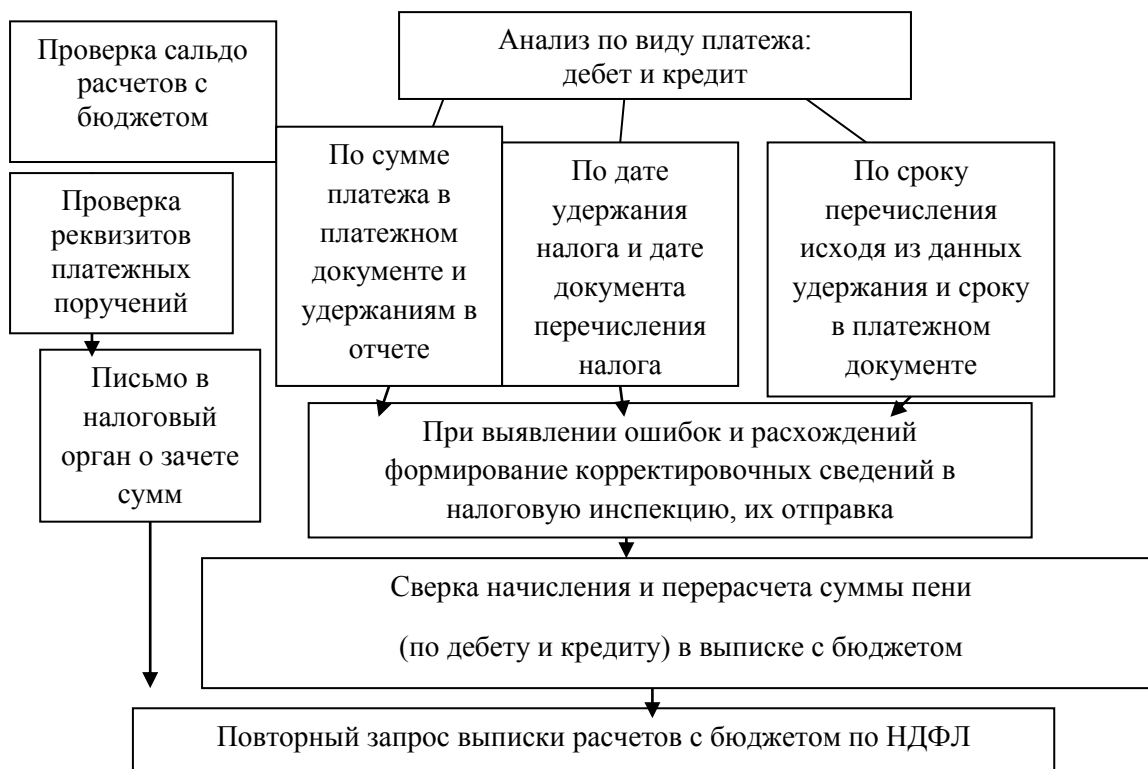 Проверка сальдо
расчетов с
бюджетом
Анализ по виду платежа:
дебет и кредит
По сумме
платежа в
платежном
документе и
удержаниям в
отчете
По дате
удержания
налога и дате
документа
перечисления
налога
По сроку
перечисления
исходя из данных
удержания и сроку
в платежном
документе
Проверка
реквизитов
платежных
поручений
Письмо в
налоговый
орган о зачете
сумм
При выявлении ошибок и расхождений
формирование корректировочных сведений в
налоговую инспекцию, их отправка
Сверка начисления и перерасчета суммы пени
(по дебету и кредиту) в выписке с бюджетом
Повторный запрос выписки расчетов с бюджетом по НДФЛ